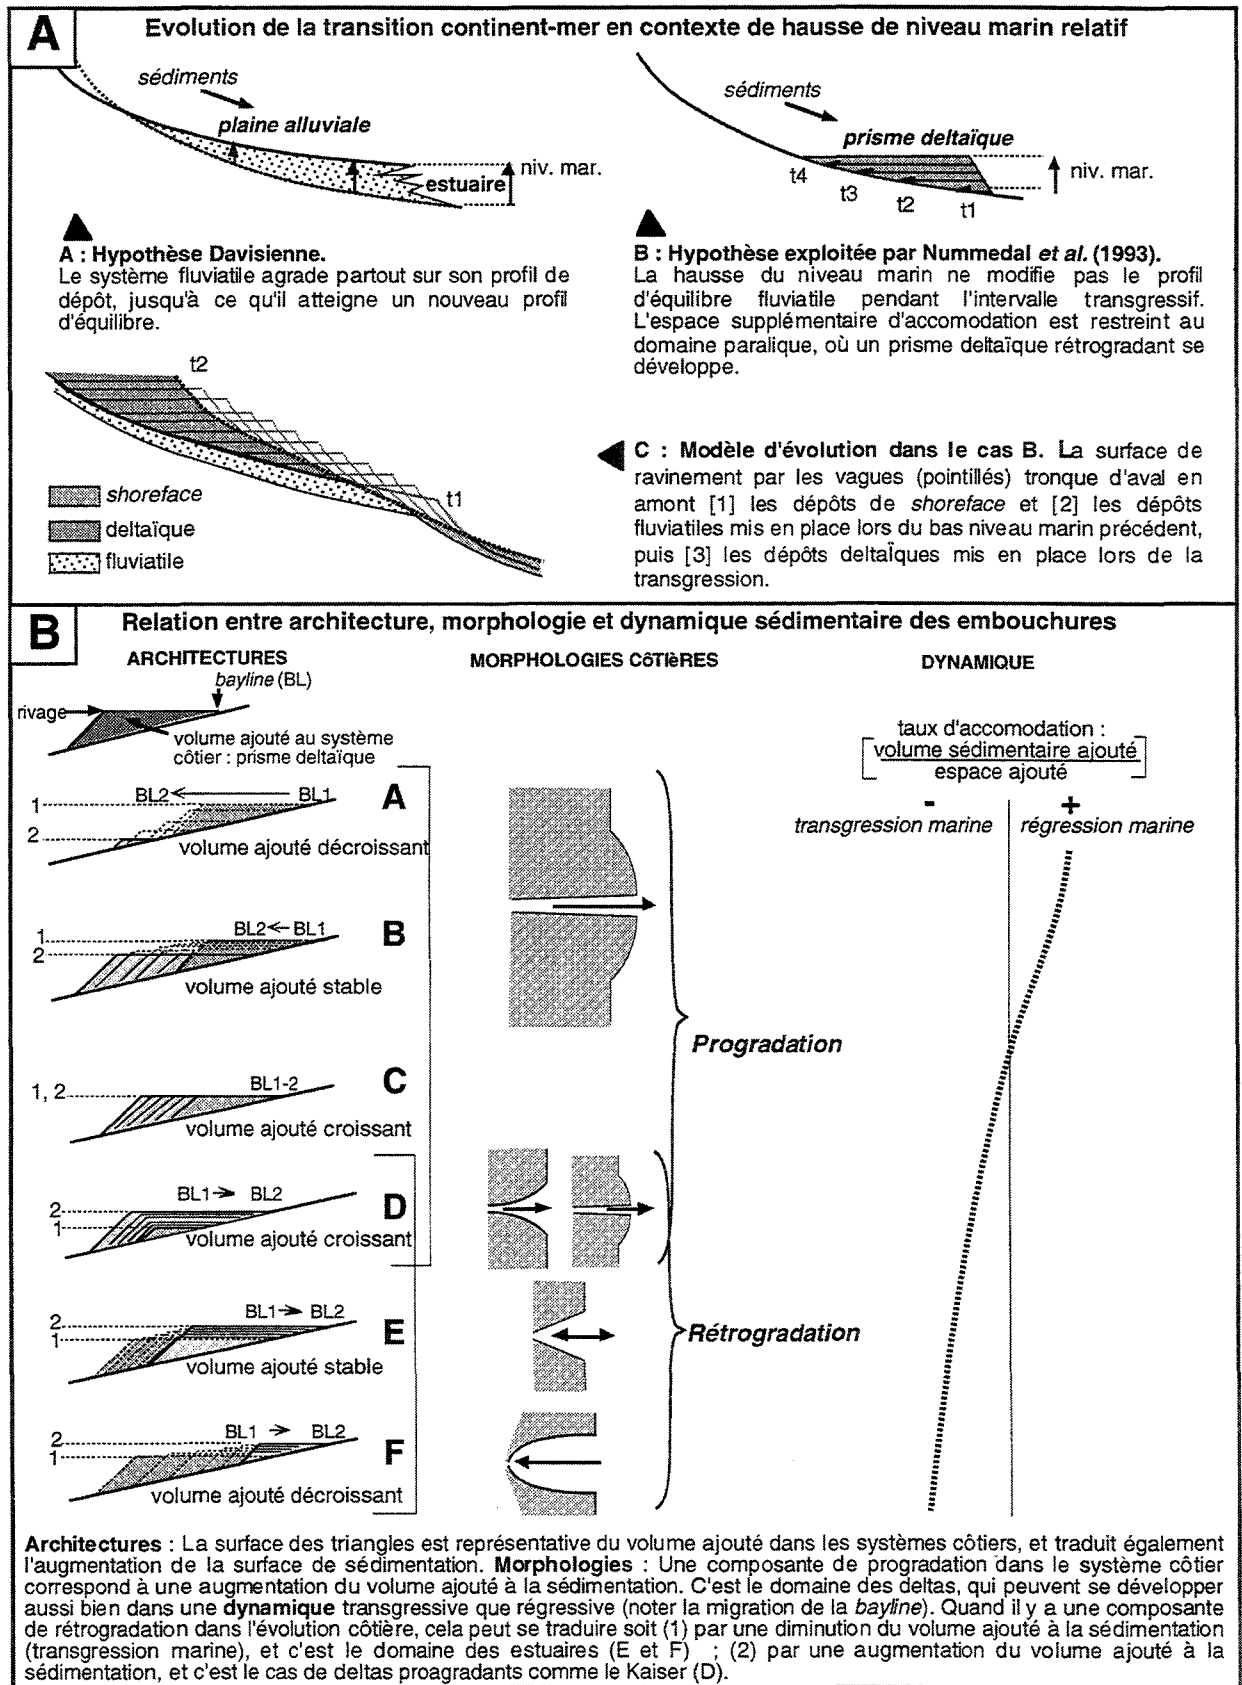 A
Evolution de la transition continent-mer en contexte de hausse de niveau marin relatif
sédiments
plaine alluviale
estuaire
niv. mar.
sédiments
prisme deltaïque
niv. mar.
t4
t3
t2
t1
A : Hypothèse Davisienne.
Le système fluviatile agrade partout sur son profil de
dépôt, jusqu'à ce qu'il atteigne un nouveau profil
d'équilibre.
B : Hypothèse exploitée par Nummedal et al. (1993).
La hausse du niveau marin ne modifie pas le profil
d'équilibre fluviatile pendant l'intervalle transgressif.
L'espace supplémentaire d'accomodation est restreint au
domaine paralique, où un prisme deltaïque rétrogradant se
développe.
t2
t1
shoreface
deltaïque
fluviatile
C : Modèle d'évolution dans le cas B. La surface de
ravinement par les vagues (pointillés) tronque d'aval en
amont [1] les dépôts de shoreface et [2] les dépôts
fluviatiles mis en place lors du bas niveau marin précédent,
puis [3] les dépôts deltaïques mis en place lors de la
transgression.
B
Relation entre architecture, morphologie et dynamique sédimentaire des embouchures
ARCHITECTURES
MORPHOLOGIES CôTIèRES
DYNAMIQUE
bayline (BL)
rivage
volume ajouté au système
côtier : prisme deltaïque
taux d'accomodation :
volume sédimentaire ajouté
espace ajouté
-
+
transgression marine
régression marine
BL2
BL1
A
1
2
volume ajouté décroissant
BL2
BL1
B
1
2
volume ajouté stable
Progradation
BL1-2
C
1, 2
volume ajouté croissant
BL1
BL2
D
2
1
volume ajouté croissant
BL1
BL2
E
2
1
volume ajouté stable
Rétrogradation
BL1
BL2
F
2
1
volume ajouté décroissant
Architectures : La surface des triangles est représentative du volume ajouté dans les systèmes côtiers, et traduit également
l'augmentation de la surface de sédimentation. Morphologies : Une composante de progradation dans le système côtier
correspond à une augmentation du volume ajouté à la sédimentation. C'est le domaine des deltas, qui peuvent se développer
aussi bien dans une dynamique transgressive que régressive (noter la migration de la bayline). Quand il y a une composante
de rétrogradation dans l'évolution côtière, cela peut se traduire soit (1) par une diminution du volume ajouté à la sédimentation
(transgression marine), et c'est le domaine des estuaires (E et F) ; (2) par une augmentation du volume ajouté à la
sédimentation, et c'est le cas de deltas proagradants comme le Kaiser (D).